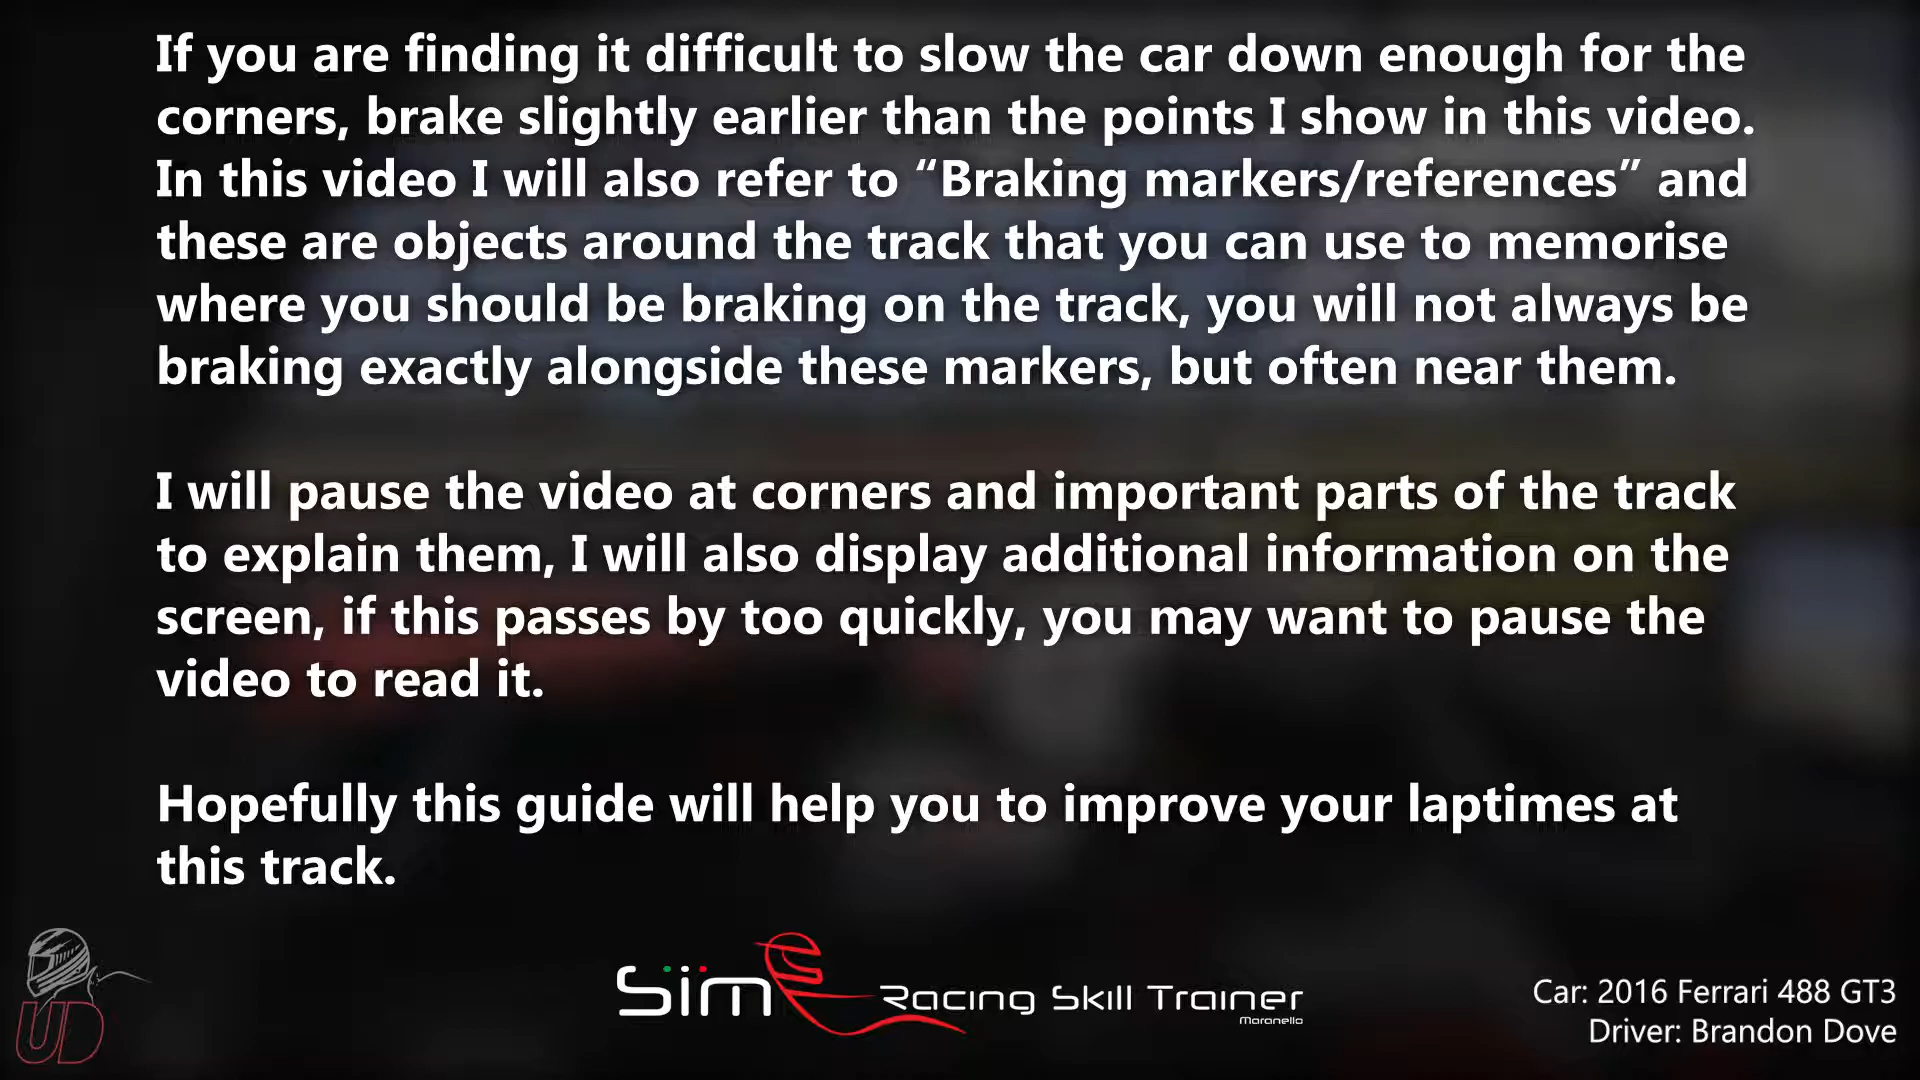 If you are finding it difficult to slow the car down enough for the
corners, brake slightly earlier than the points I show in this video.
In this video I will also refer to “Braking markers/references” and
these are objects around the track that you can use to memorise
where you should be braking on the track, you will not always be
braking exactly alongside these markers, but often near them.
I will pause the video at corners and important parts of the track
to explain them, I will also display additional information on the
screen, if this passes by too quickly, you may want to pause the
video to read it.
Hopefully this guide will help you to improve your laptimes at
this track.
UD
Siim Racing Skill Trainer
Maranello
Car: 2016 Ferrari 488 GT3
Driver: Brandon Dove